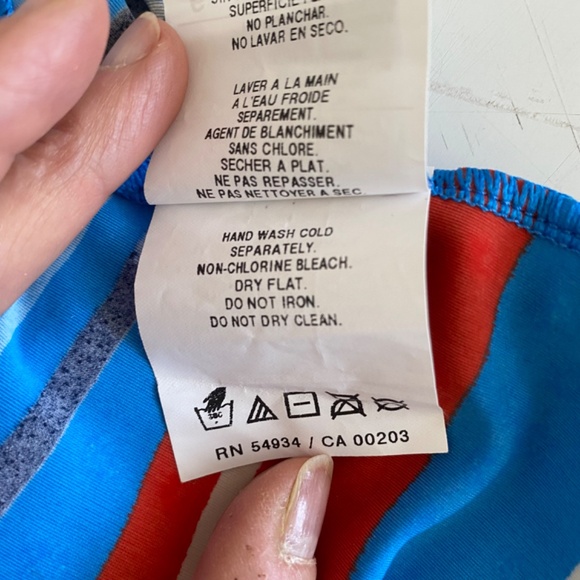 SUPERFICIE
NO PLANCHAR.
NO LAVAR EN SECO.
LAVER A LA MAIN
A L'EAU FROIDE
SEPAREMENT.
AGENT DE BLANCHIMENT
SANS CHLORE.
SECHER A PLAT.
NE PAS REPASSER.
NE PAS NETTOYER A SEC.
HAND WASH COLD
SEPARATELY.
NON-CHLORINE BLEACH.
DRY FLAT.
DO NOT IRON.
DO NOT DRY CLEAN.
RN 54934 / CA 00203